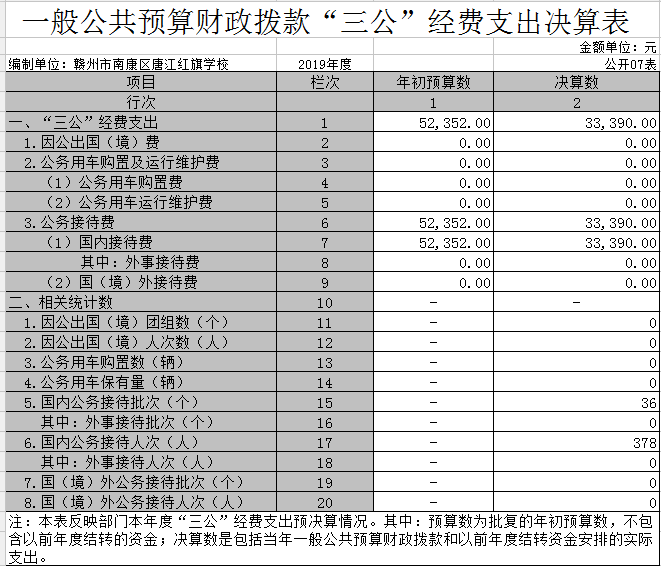 一般公共预算财政拨款“三公”经费支出决算表
金额单位：元
编制单位：赣州市南康区唐江红旗学校 2019年度 公开07表
项目 栏次 年初预算数 决算数
行次 1 2
一、“三公”经费支出 1 52,352.00 33,390.00
1.因公出国（境）费 2 0.00 0.00
2.公务用车购置及运行维护费 3 0.00 0.00
（1）公务用车购置费 4 0.00 0.00
（2）公务用车运行维护费 5 0.00 0.00
3.公务接待费 6 52,352.00 33,390.00
（1）国内接待费 7 52,352.00 33,390.00
其中：外事接待费 8 0.00 0.00
（2）国（境）外接待费 9 0.00 0.00
二、相关统计数 10 － －
1.因公出国（境）团组数（个） 11 － 0
2.因公出国（境）人次数（人） 12 － 0
3.公务用车购置数（辆） 13 － 0
4.公务用车保有量（辆） 14 － 0
5.国内公务接待批次（个） 15 － 36
其中：外事接待批次（个） 16 － 0
6.国内公务接待人次（人） 17 － 378
其中：外事接待人次（人） 18 － 0
7.国（境）外公务接待批次（个） 19 － 0
8.国（境）外公务接待人次（人） 20 － 0
注：本表反映部门本年度“三公”经费支出预决算情况。其中：预算数为批复的年初预算数，不包
含以前年度结转的资金；决算数是包括当年一般公共预算财政拨款和以前年度结转资金安排的实际
支出。